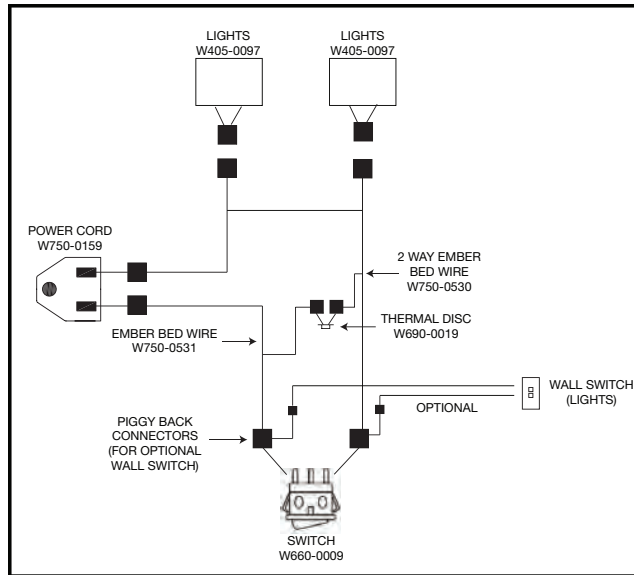 LIGHTS
W405-0097
LIGHTS
W405-0097
POWER CORD
W750-0159
2 WAY EMBER
BED WIRE
W750-0530
THERMAL DISC
W690-0019
EMBER BED WIRE
W750-0531
WALL SWITCH
(LIGHTS)
OPTIONAL
PIGGY BACK
CONNECTORS
(FOR OPTIONAL
WALL SWITCH)
SWITCH
W660-0009